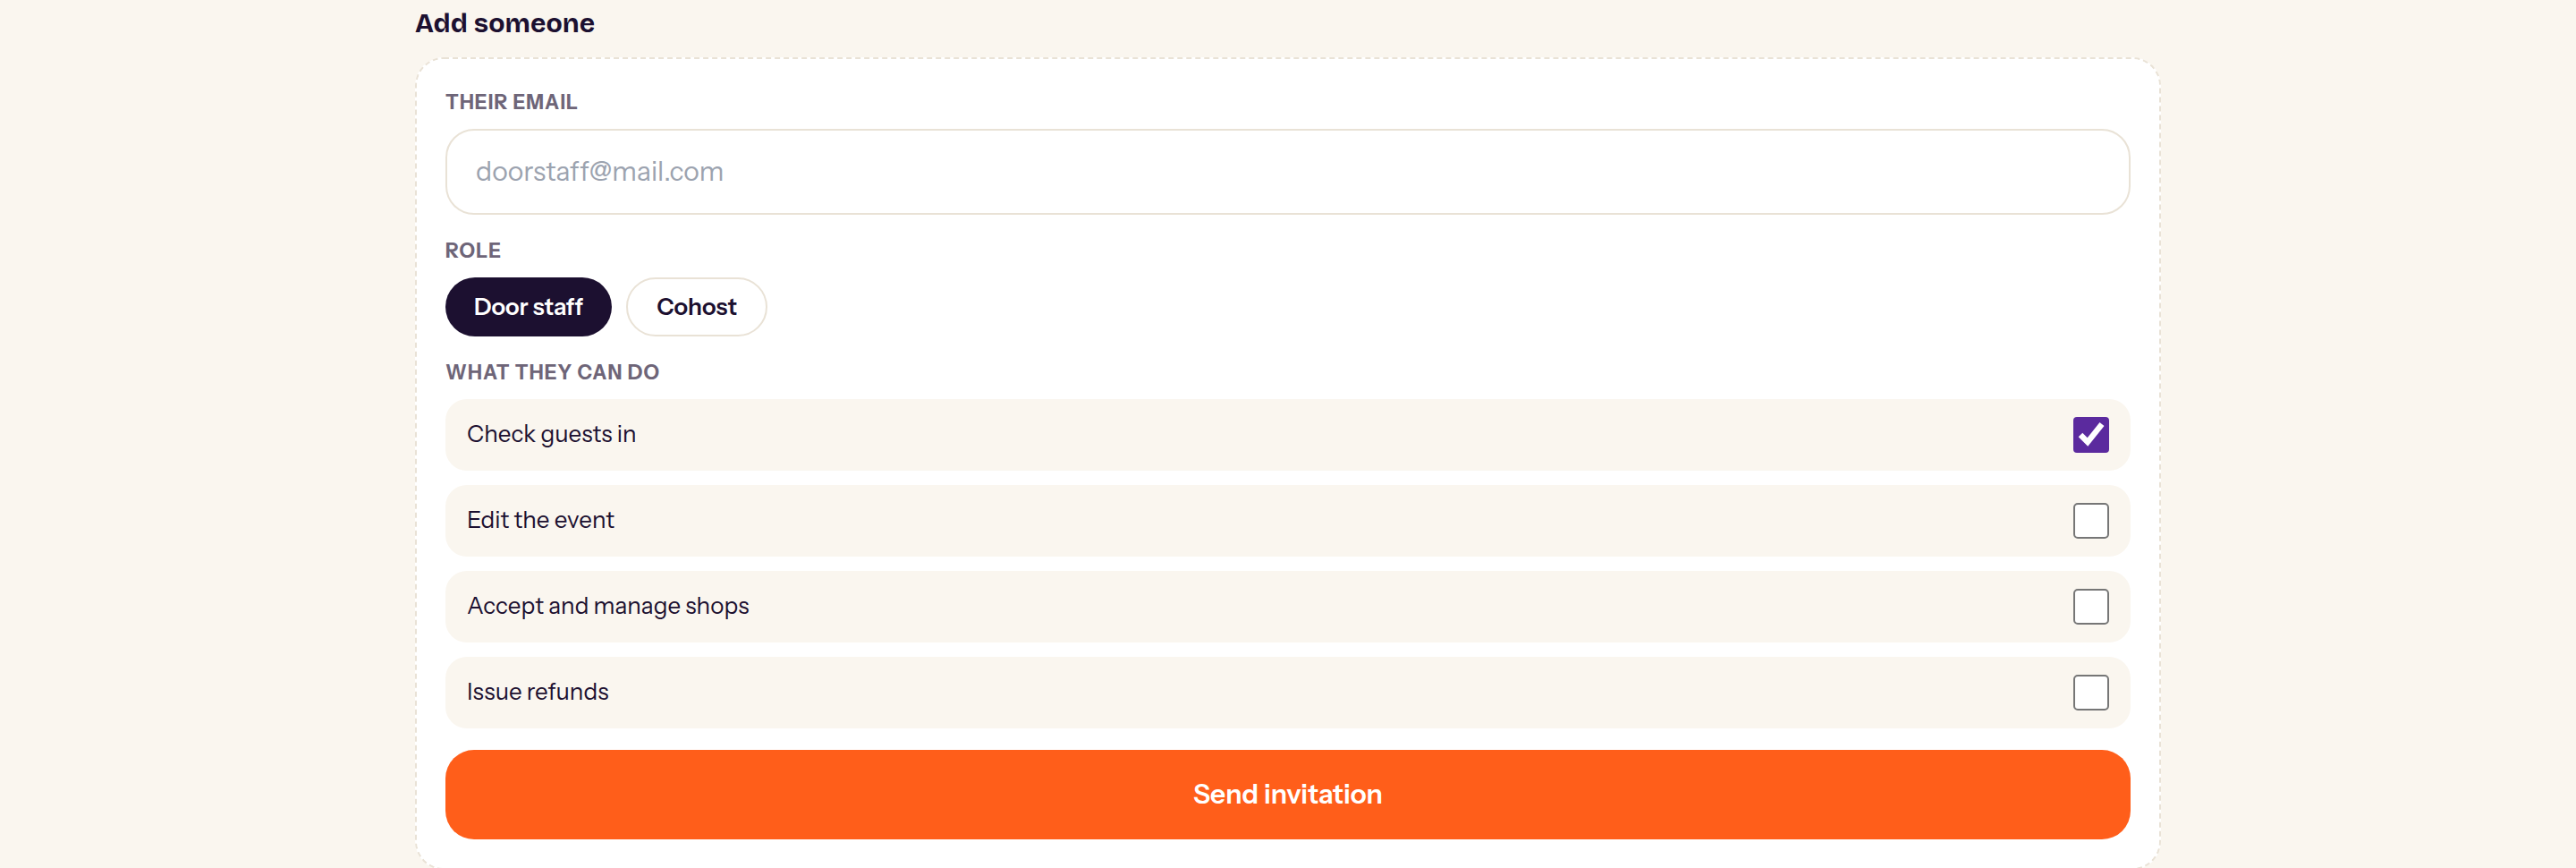 Add someone
THEIR EMAIL
doorstaff@mail.com
ROLE
Door staff Cohost
WHAT THEY CAN DO
Check guests in
Edit the event
Accept and manage shops
Issue refunds
Send invitation